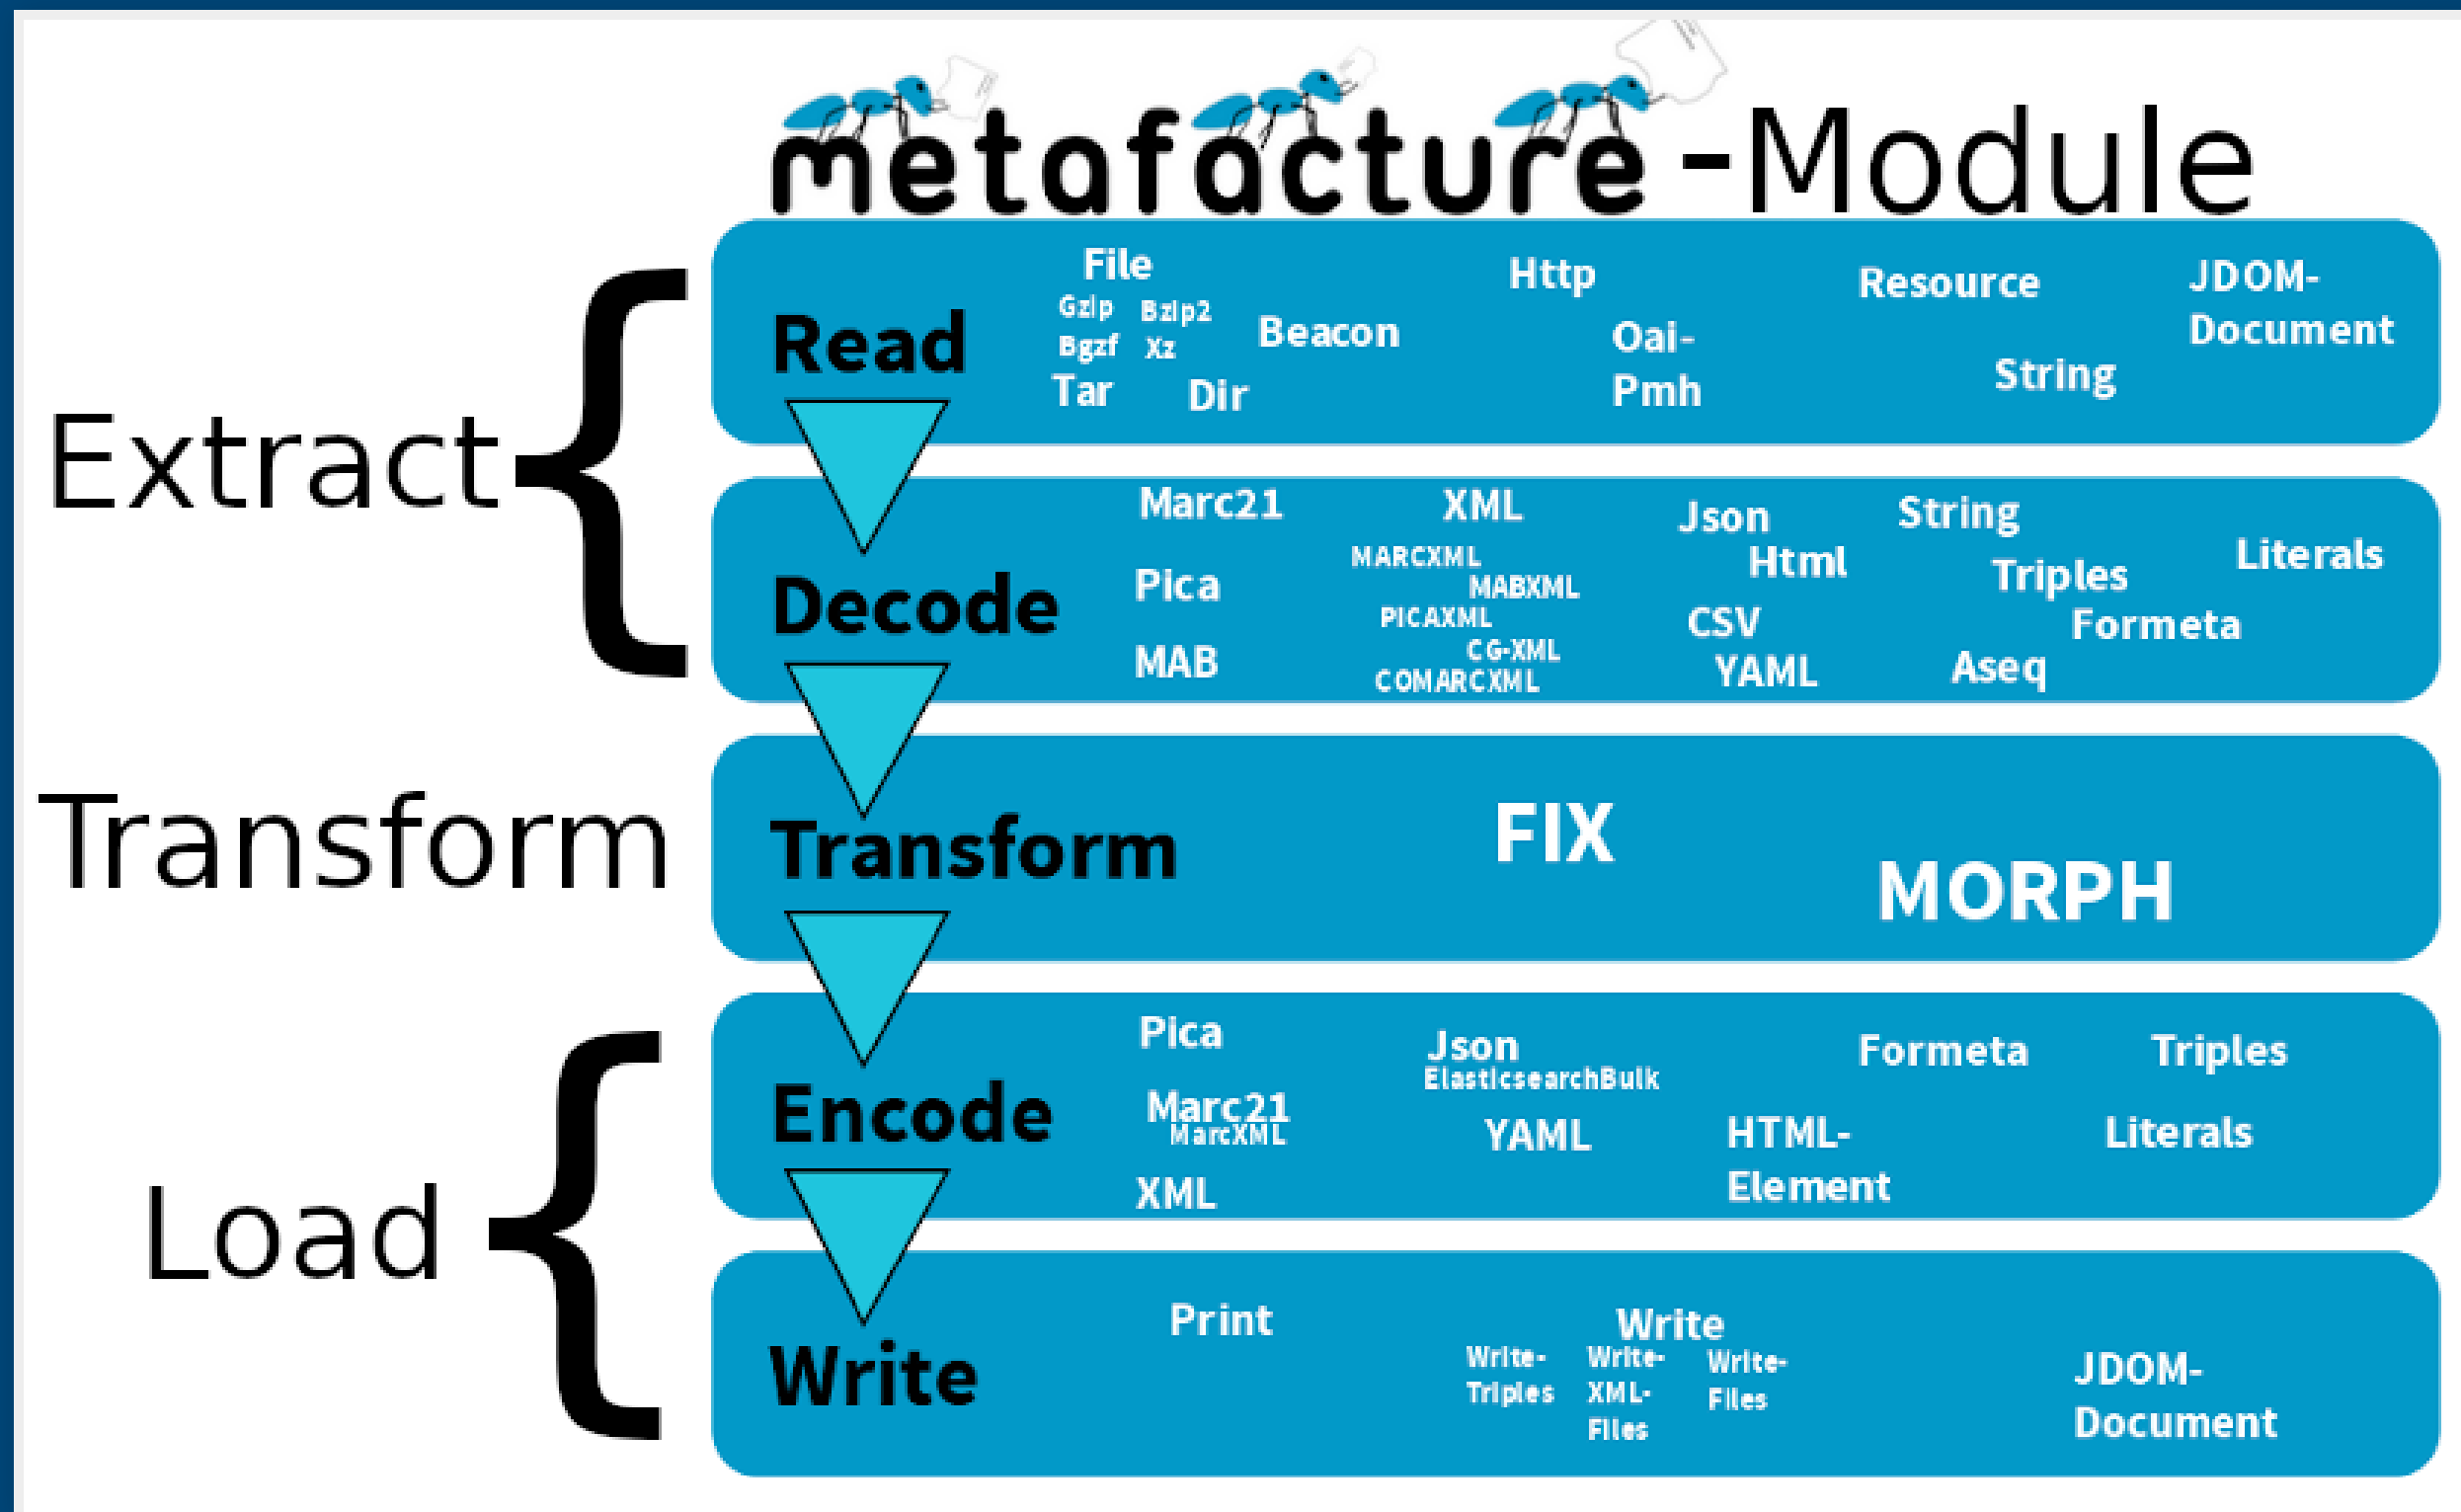 metafacture -Module
Extract
Read
File
Gzip Bzip2
Bgzf Xz
Tar Dir
Beacon
Http
Oai-
Pmh
Resource
String
JDOM-
Document
Decode
Marc21
Pica
MAB
XML
MARCXML
MABXML
PICAXML
CG-XML
COMARCXML
Json
Html
CSV
YAML
String
Triples
Literals
Formeta
Aseq
Transform
Transform
FIX
MORPH
Load
Encode
Pica
Marc21
MarcXML
XML
Json
ElasticsearchBulk
YAML
HTML-
Element
Formeta
Triples
Literals
Write
Print
Write
Write-
Triples
Write-
XML-
Files
Write-
Files
JDOM-
Document